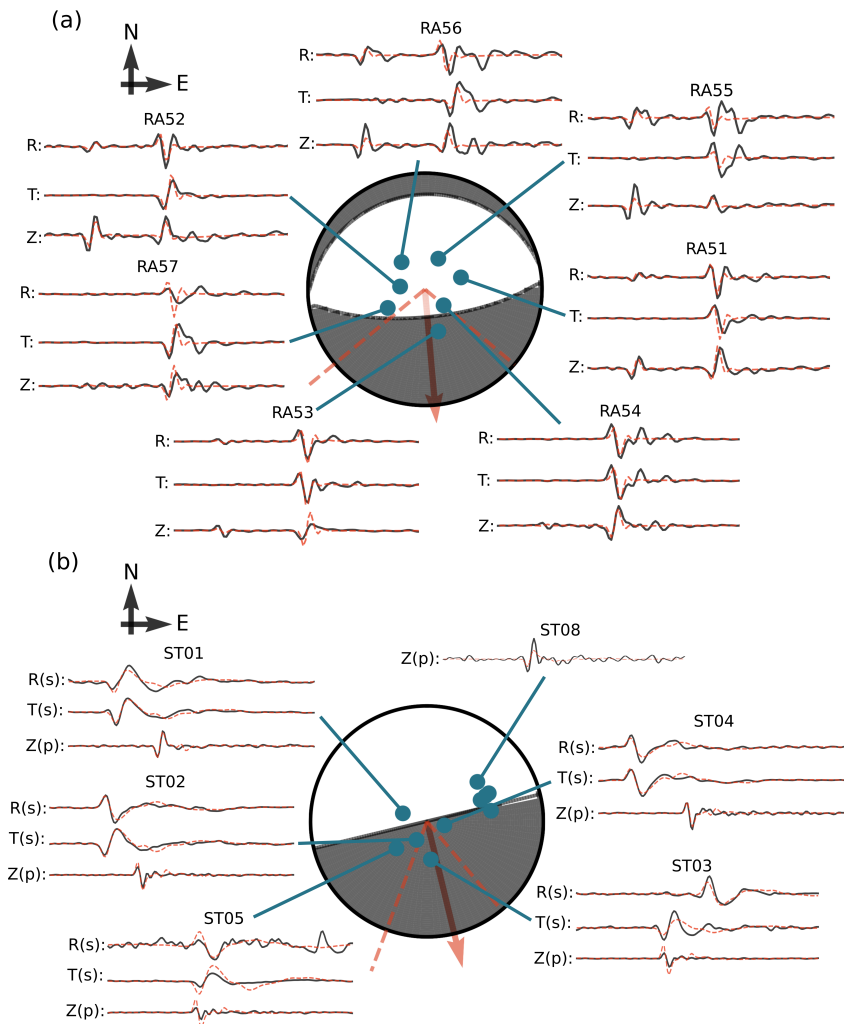 (a)
N
E
RA56
R:
T:
Z:
RA55
R:
T:
Z:
RA52
R:
T:
Z:
RA51
R:
T:
Z:
RA57
R:
T:
Z:
RA53
R:
T:
Z:
RA54
R:
T:
Z:
(b)
N
E
ST01
R(s):
T(s):
Z(p):
ST08
Z(p):
ST04
R(s):
T(s):
Z(p):
ST02
R(s):
T(s):
Z(p):
ST03
R(s):
T(s):
Z(p):
ST05
R(s):
T(s):
Z(p):